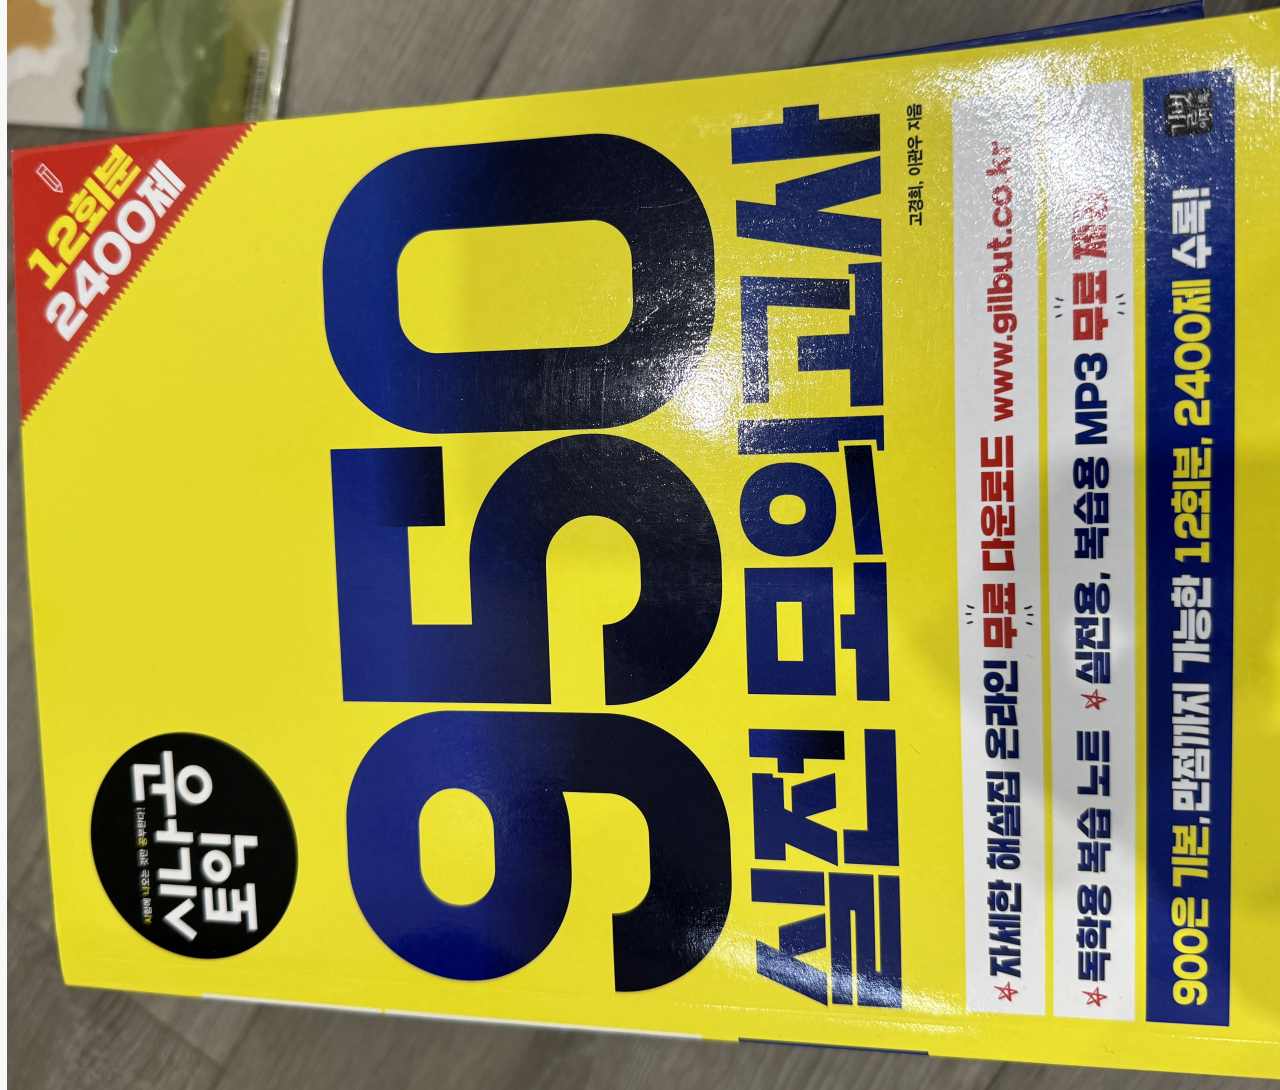 12회분
2400제
시험에 나오는 것만 공부한다!
시나공
토익
950
실전 모의고사
고경희, 이관우 지음
☆ 자세한 해설집 온라인 무료 다운로드 www.gilbut.co.kr
☆ 독학용 복습 노트 ☆ 실전용, 복습용 MP3 무료 제공
900은 기본, 만점까지 가능한 12회분, 2400제 수록!
길벗
이지톡